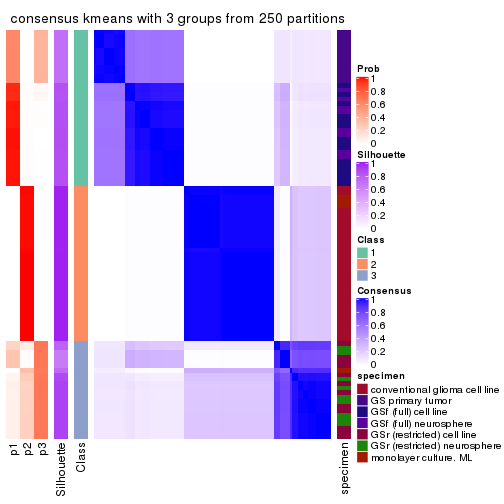 consensus kmeans with 3 groups from 250 partitions
Prob
1
0.8
0.6
0.4
0.2
0
Silhouette
1
0.8
0.6
0.4
0.2
0
Class
1
2
3
Consensus
1
0.8
0.6
0.4
0.2
0
specimen
conventional glioma cell line
GS primary tumor
GSf (full) cell line
GSf (full) neurosphere
GSr (restricted) cell line
GSr (restricted) neurosphere
monolayer culture. ML
p1
p2
p3
Silhouette
Class
specimen